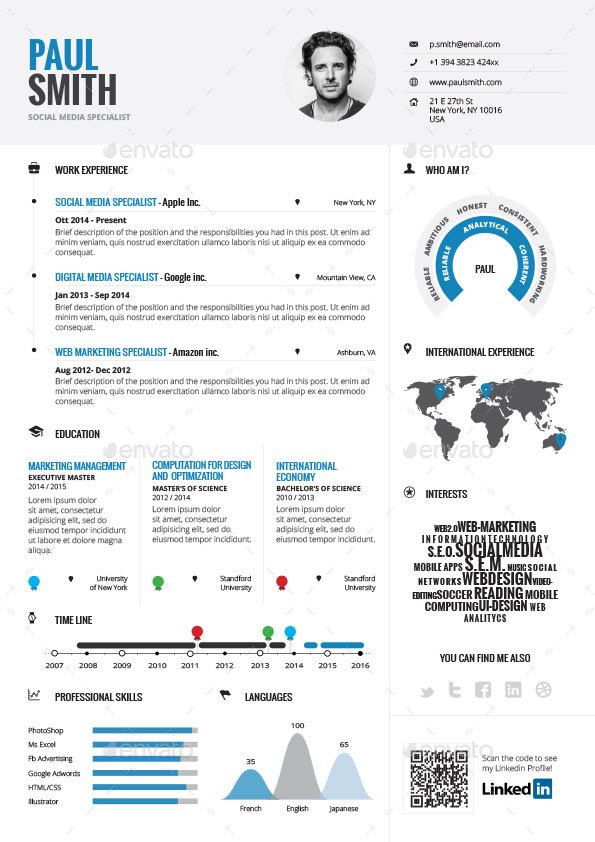 PAUL
SMITH
SOCIAL MEDIA SPECIALIST
p.smith@email.com
+1 394 3823 424xx
www.paulsmith.com
21 E 27th St
New York, NY 10016
USA
WORK EXPERIENCE
SOCIAL MEDIA SPECIALIST - Apple Inc.
New York, NY
Ott 2014 - Present
Brief description of the position and the responsibilities you had in this post. Ut enim ad
minim veniam, quis nostrud exercitation ullamco laboris nisi ut aliquip ex ea commodo
consequat.
DIGITAL MEDIA SPECIALIST - Google inc.
Mountain View, CA
Jan 2013 - Sep 2014
Brief description of the position and the responsibilities you had in this post. Ut enim ad
minim veniam, quis nostrud exercitation ullamco laboris nisi ut aliquip ex ea commodo
consequat.
WEB MARKETING SPECIALIST - Amazon inc.
Ashburn, VA
Aug 2012- Dec 2012
Brief description of the position and the responsibilities you had in this post. Ut enim ad
minim veniam, quis nostrud exercitation ullamco laboris nisi ut aliquip ex ea commodo
consequat.
EDUCATION
MARKETING MANAGEMENT
EXECUTIVE MASTER
2014 / 2015
Lorem ipsum dolor
sit amet, consectetur
adipisicing elit, sed do
eiusmod tempor incididunt
ut labore et dolore magna
aliqua.
University
of New York
COMPUTATION FOR DESIGN
AND OPTIMIZATION
MASTER'S OF SCIENCE
2012 / 2014
Lorem ipsum dolor
sit amet, consectetur
adipisicing elit, sed do
eiusmod tempor incididunt.
Standford
University
INTERNATIONAL
ECONOMY
BACHELOR'S OF SCIENCE
2010 / 2013
Lorem ipsum dolor
sit amet, consectetur
adipisicing elit, sed do
eiusmod tempor incididunt.
Standford
University
TIME LINE
2007 2008 2009 2010 2011 2012 2013 2014 2015 2016
PROFESSIONAL SKILLS
PhotoShop
Ms Excel
Fb Advertising
Google Adwords
HTML/CSS
Illustrator
LANGUAGES
35
100
65
French
English
Japanese
WHO AM I?
RELIABLE AMBITIOUS HONEST CONSISTENT HARDWORKING
RELIABLE ANALYTICAL COHERENT
PAUL
INTERNATIONAL EXPERIENCE
INTERESTS
WEB2.0 WEB-MARKETING
INFORMATION TECHNOLOGY
S.E.O. SOCIAL MEDIA
MOBILE APPS S.E.M. MUSIC SOCIAL
NETWORKS WEBDESIGN VIDEO-
EDITING SOCCER READING MOBILE
COMPUTING UI-DESIGN WEB
ANALITYCS
YOU CAN FIND ME ALSO
Scan the code to see
my Linkedin Profile!
Linked in
envato
envato
envato
envato
envato
envato
envato
envato